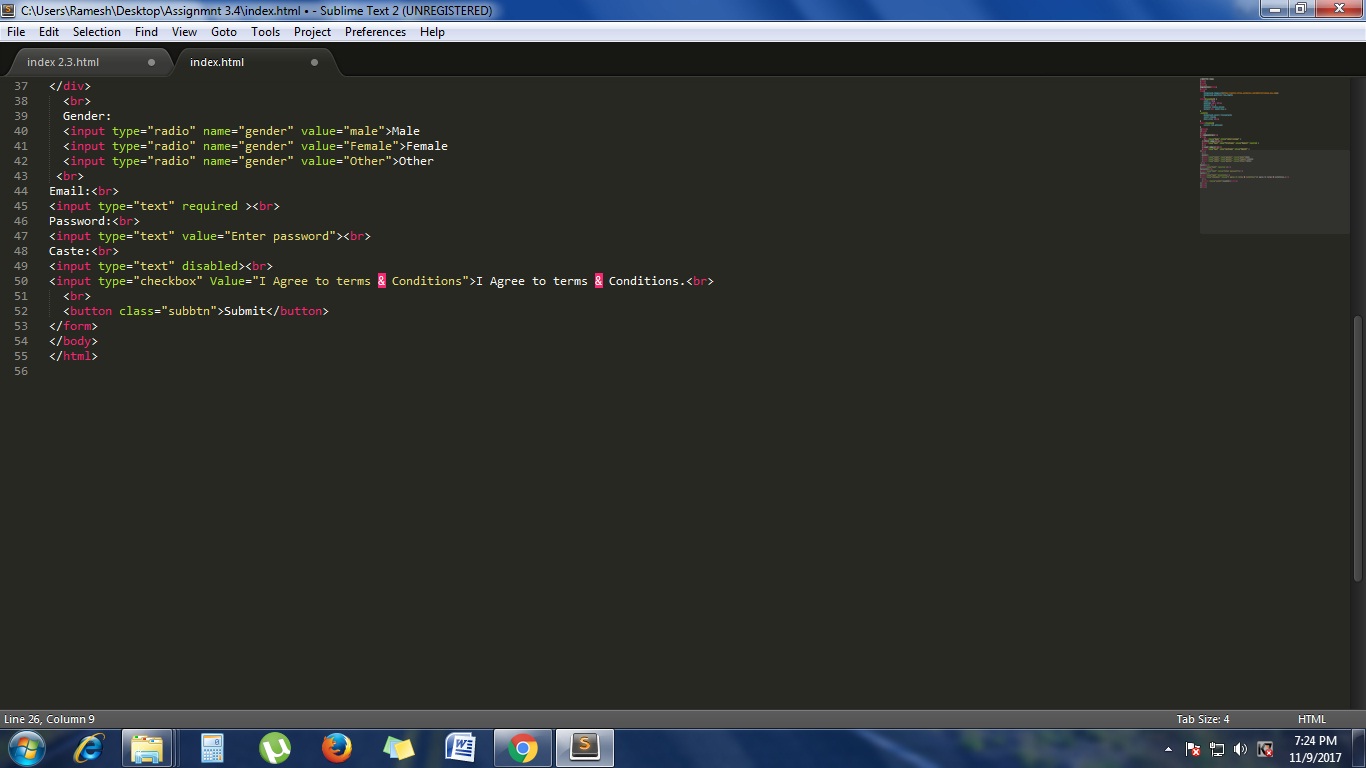 C:\Users\Ramesh\Desktop\Assignmnt 3.4\index.html • - Sublime Text 2 (UNREGISTERED)
File Edit Selection Find View Goto Tools Project Preferences Help
index 2.3.html index.html
37 </div>
38 <br>
39 Gender:
40 <input type="radio" name="gender" value="male">Male
41 <input type="radio" name="gender" value="Female">Female
42 <input type="radio" name="gender" value="Other">Other
43 <br>
44 Email:<br>
45 <input type="text" required ><br>
46 Password:<br>
47 <input type="text" value="Enter password"><br>
48 Caste:<br>
49 <input type="text" disabled><br>
50 <input type="checkbox" Value="I Agree to terms & Conditions">I Agree to terms & Conditions.<br>
51 <br>
52 <button class="subbtn">Submit</button>
53 </form>
54 </body>
55 </html>
56
Line 26, Column 9 Tab Size: 4 HTML
7:24 PM
11/9/2017